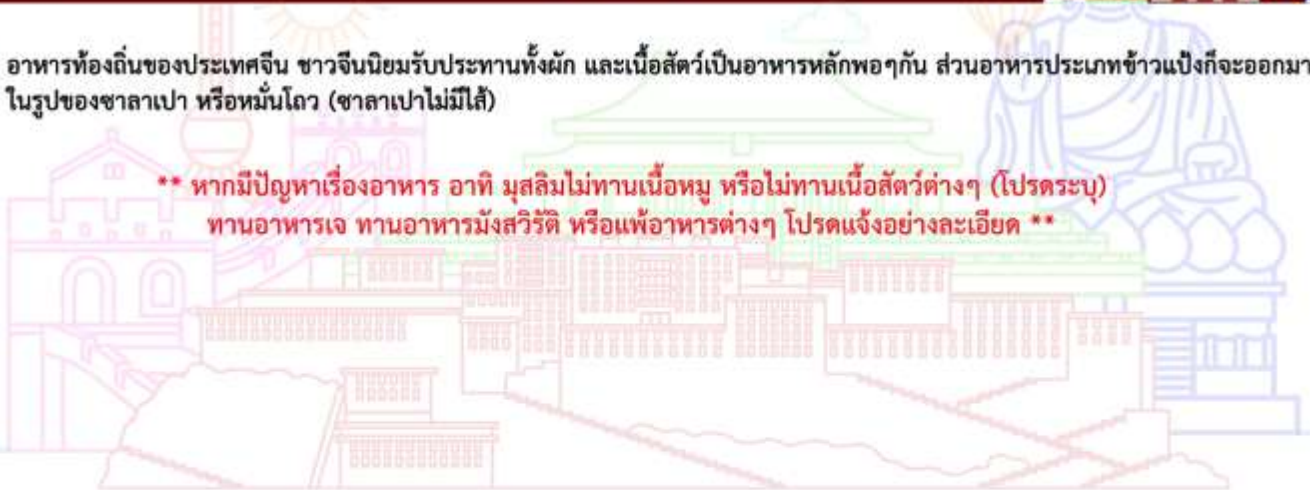 อาหารท้องถิ่นของประเทศจีน ชาวจีนนิยมรับประทานทั้งผัก และเนื้อสัตว์เป็นอาหารหลักพอๆกัน ส่วนอาหารประเภทข้าวแป้งก็จะออกมา
ในรูปของซาลาเปา หรือหมั่นโถว (ซาลาเปาไม่มีไส้)
** หากมีปัญหาเรื่องอาหาร อาทิ มุสลิมไม่ทานเนื้อหมู หรือไม่ทานเนื้อสัตว์ต่างๆ (โปรดระบุ)
ทานอาหารเจ ทานอาหารมังสวิรัติ หรือแพ้อาหารต่างๆ โปรดแจ้งอย่างละเอียด **